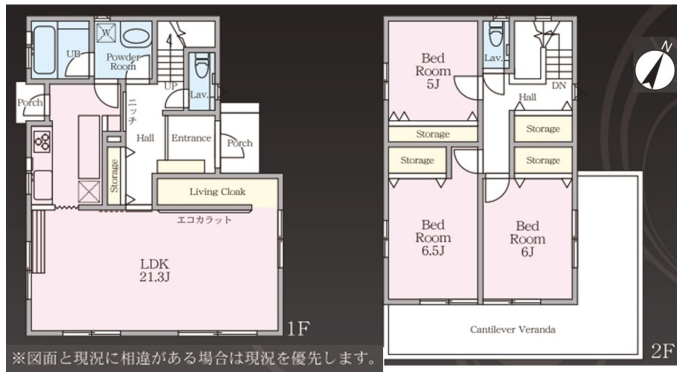 UB
W
Powder
Room
UP
Lav.
Porch
ニッチ
Hall
Entrance
Porch
Storage
Living Cloak
エコカラット
LDK
21.3J
1F
Bed
Room
5J
Lav.
DN
Hall
Storage
Storage
Storage
Storage
Bed
Room
6.5J
Bed
Room
6J
Cantilever Veranda
2F
N
※図面と現況に相違がある場合は現況を優先します。